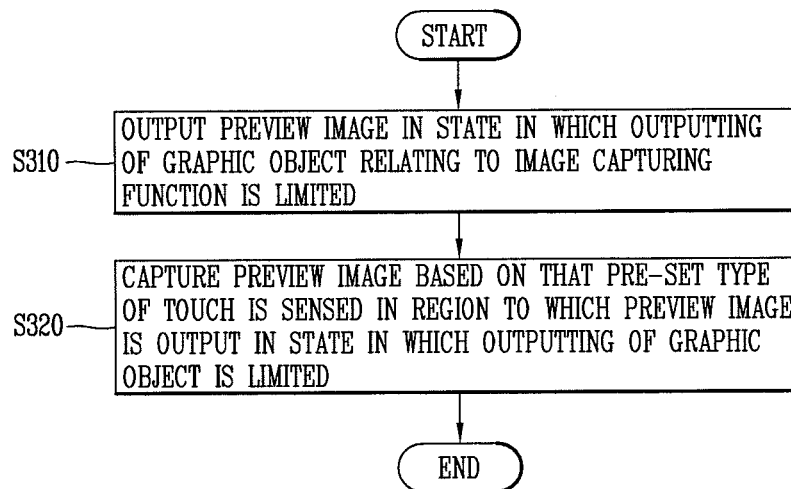 START
S310
OUTPUT PREVIEW IMAGE IN STATE IN WHICH OUTPUTTING
OF GRAPHIC OBJECT RELATING TO IMAGE CAPTURING
FUNCTION IS LIMITED
S320
CAPTURE PREVIEW IMAGE BASED ON THAT PRE-SET TYPE
OF TOUCH IS SENSED IN REGION TO WHICH PREVIEW IMAGE
IS OUTPUT IN STATE IN WHICH OUTPUTTING OF GRAPHIC
OBJECT IS LIMITED
END